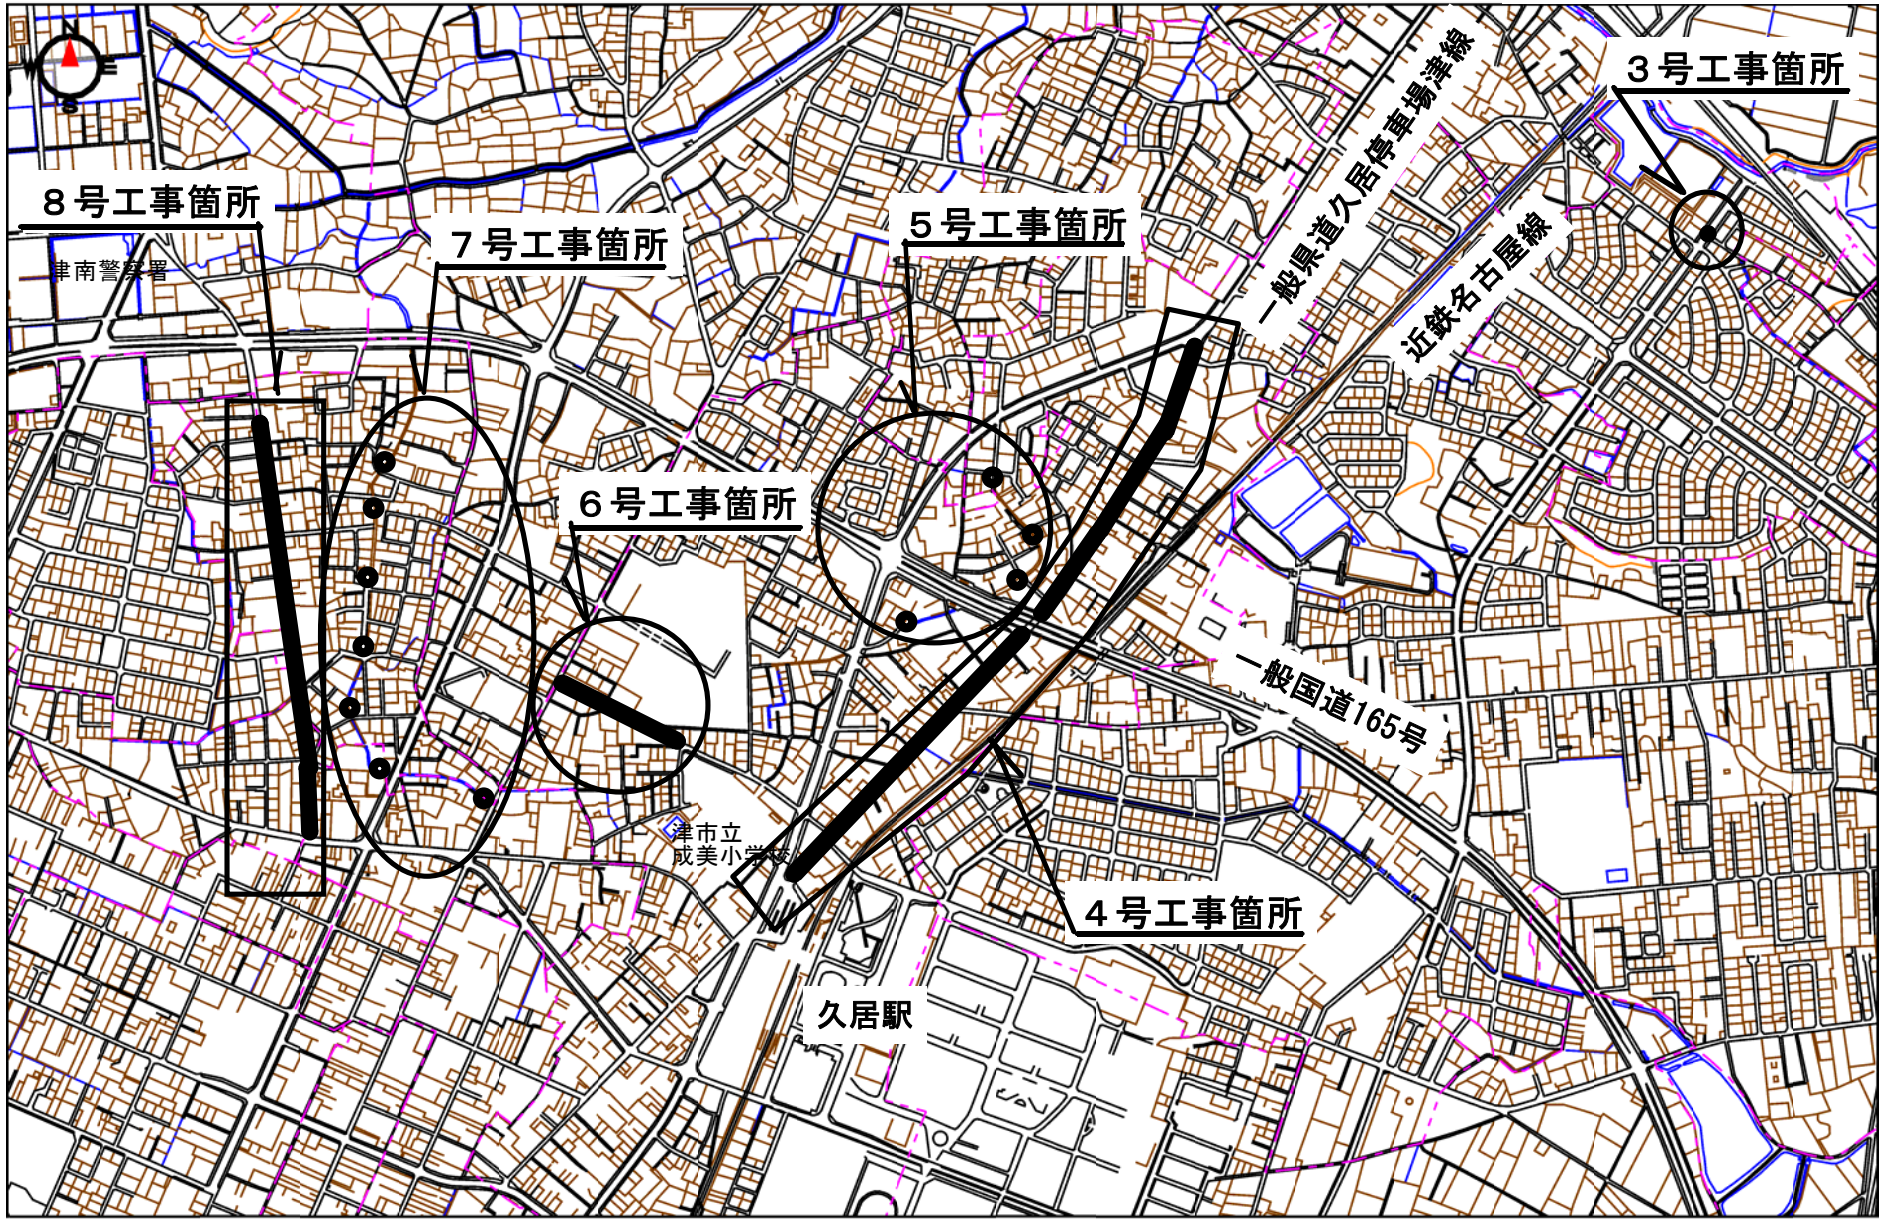 N
W
E
S
3号工事箇所
一般県道久居停車場津線
8号工事箇所
7号工事箇所
5号工事箇所
近鉄名古屋線
津南警察署
6号工事箇所
一般国道165号
津市立
成美小学校
4号工事箇所
久居駅